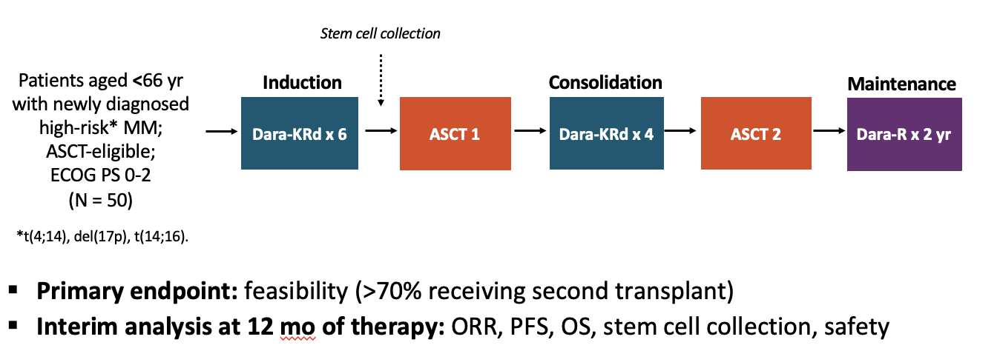 Stem cell collection
Patients aged <66 yr
with newly diagnosed
high-risk* MM;
ASCT-eligible;
ECOG PS 0-2
(N = 50)
*t(4;14), del(17p), t(14;16).
Induction
Dara-KRd x 6
ASCT 1
Consolidation
Dara-KRd x 4
ASCT 2
Maintenance
Dara-R x 2 yr
▪ Primary endpoint: feasibility (>70% receiving second transplant)
▪ Interim analysis at 12 mo of therapy: ORR, PFS, OS, stem cell collection, safety